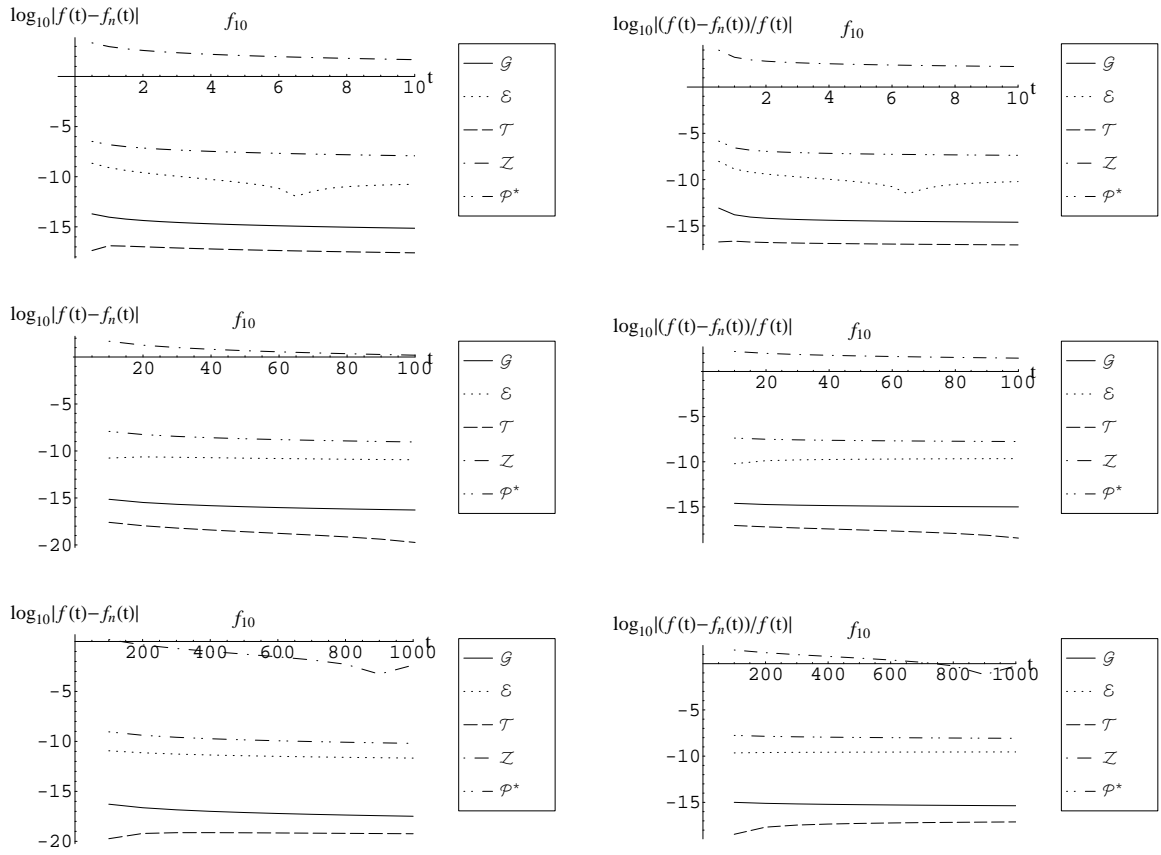 log₁₀|f(t)−fₙ(t)| f₁₀
2 4 6 8 10 t
−5
−10
−15
𝒢
ℰ
𝒯
𝒵
𝒫*
log₁₀|(f(t)−fₙ(t))/f(t)| f₁₀
2 4 6 8 10 t
−5
−10
−15
𝒢
ℰ
𝒯
𝒵
𝒫*
log₁₀|f(t)−fₙ(t)| f₁₀
20 40 60 80 100 t
−5
−10
−15
−20
𝒢
ℰ
𝒯
𝒵
𝒫*
log₁₀|(f(t)−fₙ(t))/f(t)| f₁₀
20 40 60 80 100 t
−5
−10
−15
𝒢
ℰ
𝒯
𝒵
𝒫*
log₁₀|f(t)−fₙ(t)| f₁₀
200 400 600 800 1000 t
−5
−10
−15
−20
𝒢
ℰ
𝒯
𝒵
𝒫*
log₁₀|(f(t)−fₙ(t))/f(t)| f₁₀
200 400 600 800 1000 t
−5
−10
−15
𝒢
ℰ
𝒯
𝒵
𝒫*